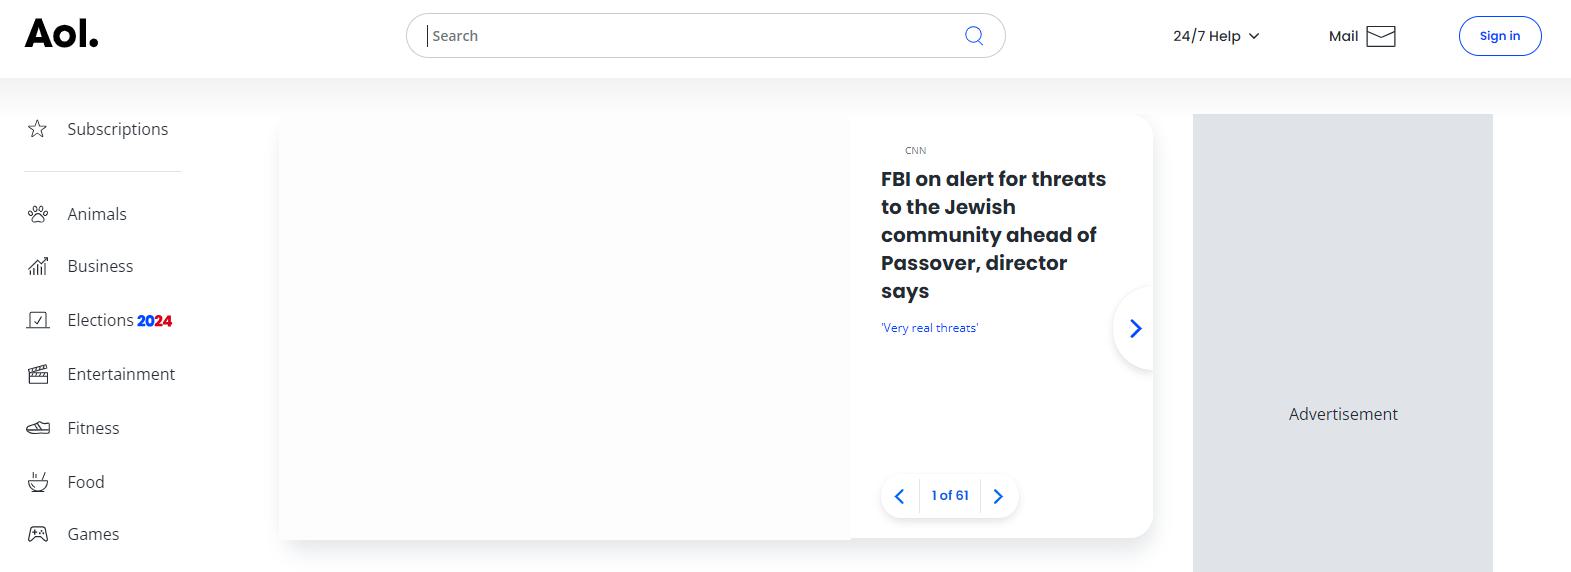 Aol.
Search
24/7 Help
Mail
Sign in
Subscriptions
Animals
Business
Elections 2024
Entertainment
Fitness
Food
Games
CNN
FBI on alert for threats
to the Jewish
community ahead of
Passover, director
says
'Very real threats'
1 of 61
Advertisement